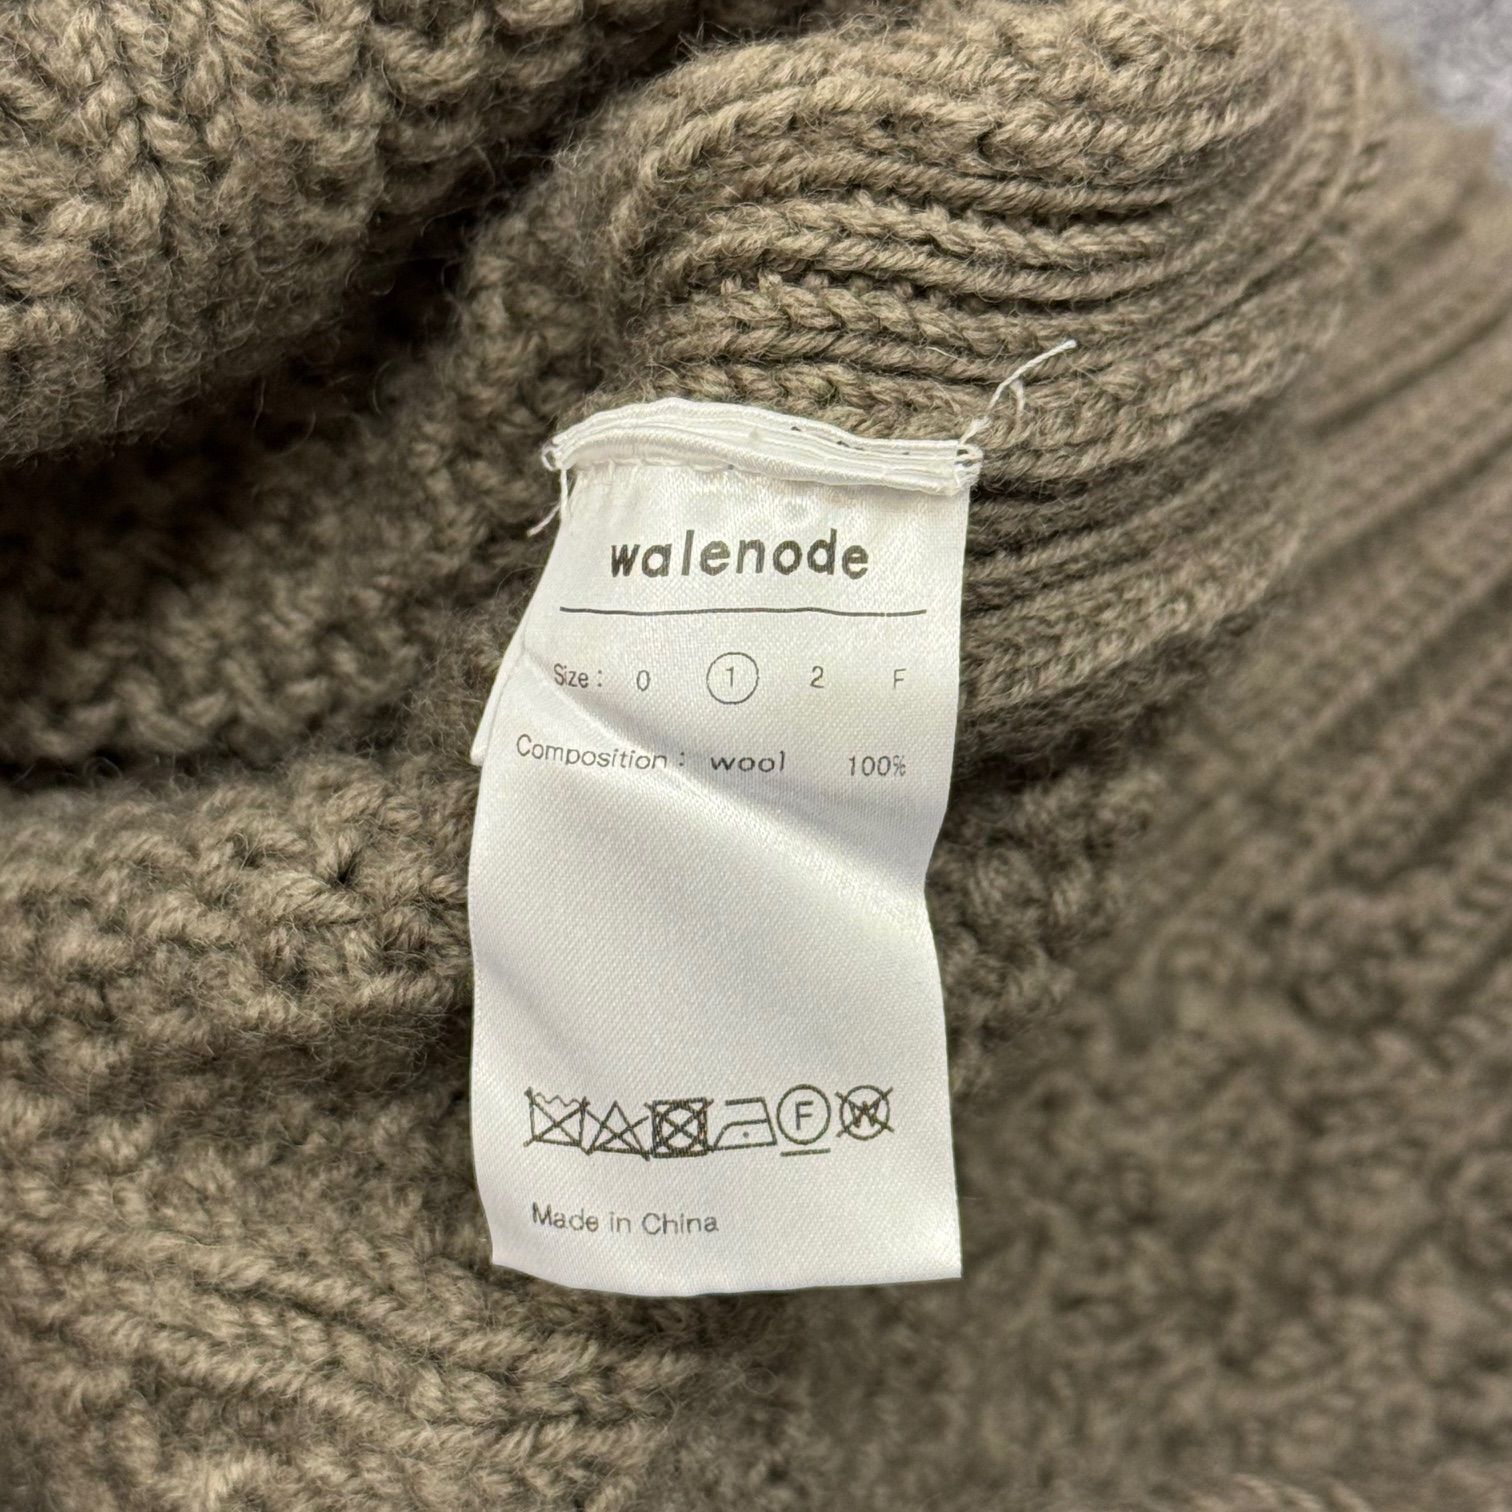 walenode
Size: 0 1 2 F
Composition: wool 100%
F W
Made in China